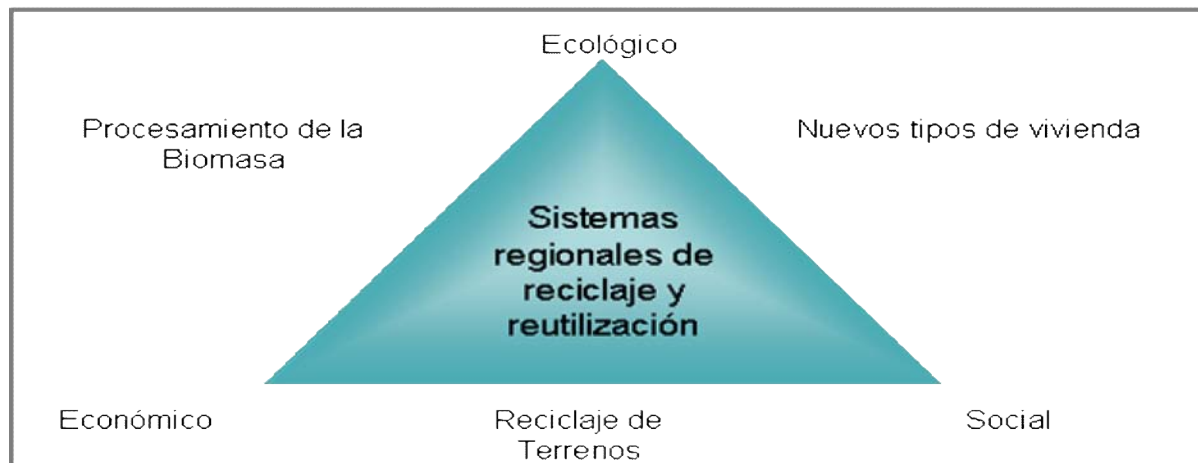 Ecológico
Procesamiento de la
Biomasa
Nuevos tipos de vivienda
Sistemas
regionales de
reciclaje y
reutilización
Económico
Reciclaje de
Terrenos
Social